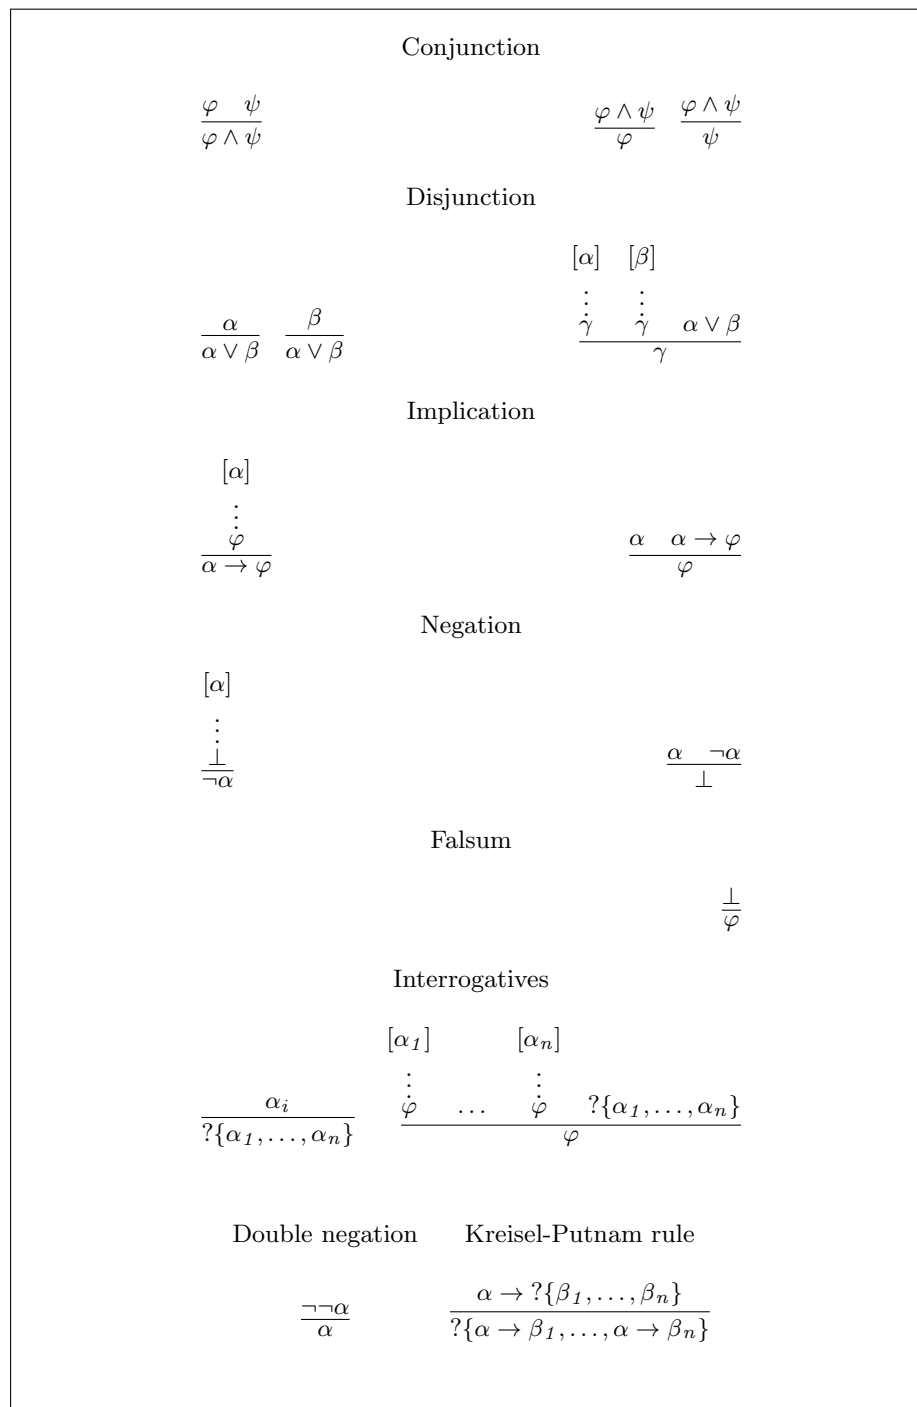 Conjunction
φ ψ φ ∧ ψ φ ∧ ψ
φ ∧ ψ φ ψ
Disjunction
[α] [β]
⋮ ⋮
α β γ γ α ∨ β
α ∨ β α ∨ β γ
Implication
[α]
⋮
φ α α → φ
α → φ φ
Negation
[α]
⋮
⊥ α ¬α
¬α ⊥
Falsum
⊥
φ
Interrogatives
[α1] [αn]
⋮ ⋮
αi φ … φ ?{α1, …, αn}
?{α1, …, αn} φ
Double negation Kreisel-Putnam rule
¬¬α α → ?{β1, …, βn}
α ?{α → β1, …, α → βn}